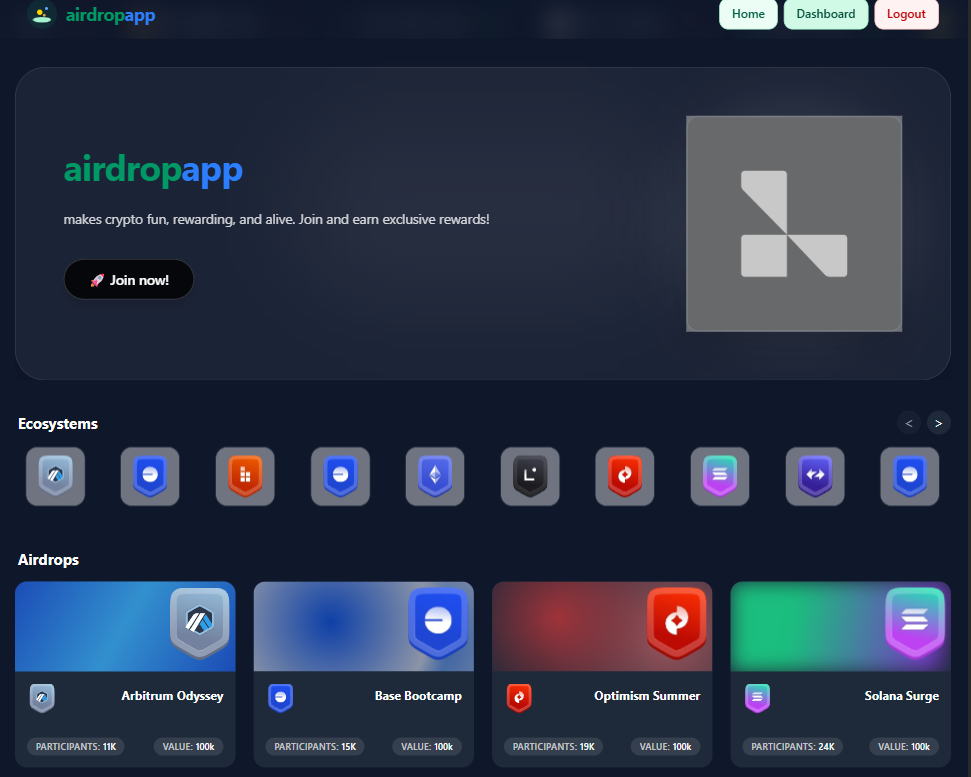 airdropapp
Home Dashboard Logout
airdropapp
makes crypto fun, rewarding, and alive. Join and earn exclusive rewards!
🚀 Join now!
Ecosystems
< >
Airdrops
Arbitrum Odyssey
PARTICIPANTS: 11K VALUE: 100k
Base Bootcamp
PARTICIPANTS: 15K VALUE: 100k
Optimism Summer
PARTICIPANTS: 19K VALUE: 100k
Solana Surge
PARTICIPANTS: 24K VALUE: 100k